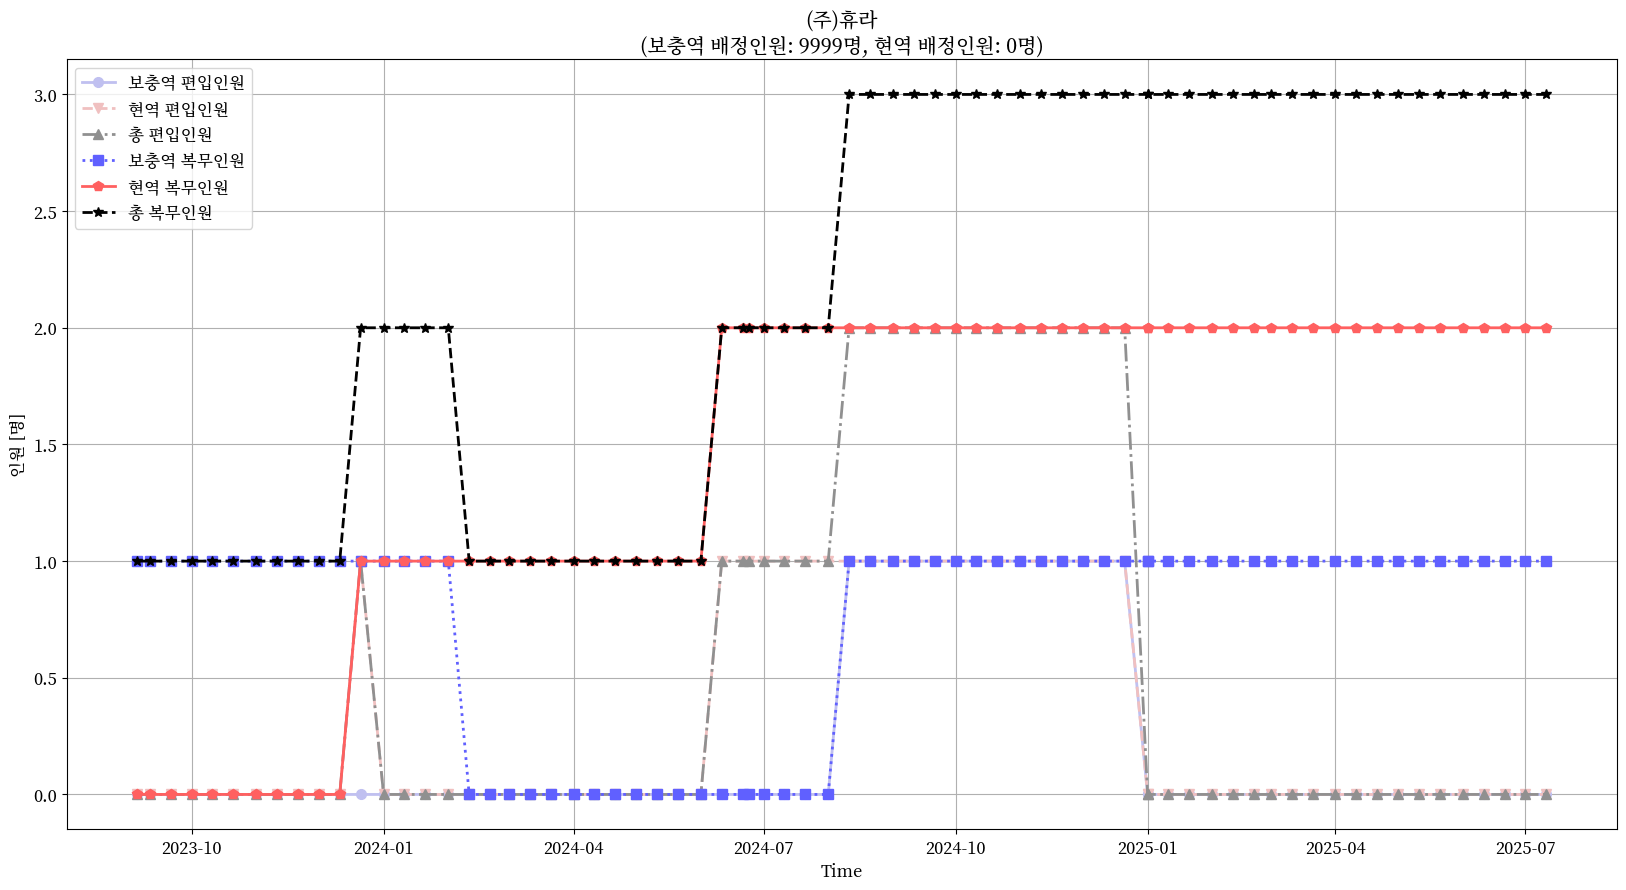 (주)휴라
(보충역 배정인원: 9999명, 현역 배정인원: 0명)
보충역 편입인원
현역 편입인원
총 편입인원
보충역 복무인원
현역 복무인원
총 복무인원
3.0
2.5
2.0
1.5
1.0
0.5
0.0
인원 [명]
2023-10
2024-01
2024-04
2024-07
2024-10
2025-01
2025-04
2025-07
Time